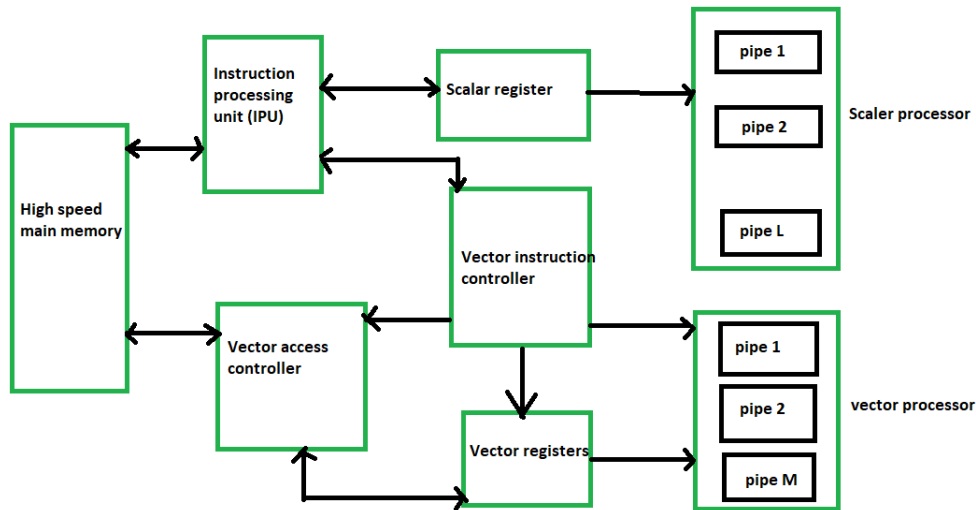 High speed
main memory
Instruction
processing
unit (IPU)
Scalar register
pipe 1
pipe 2
pipe L
Scaler processor
Vector instruction
controller
Vector access
controller
Vector registers
pipe 1
pipe 2
pipe M
vector processor